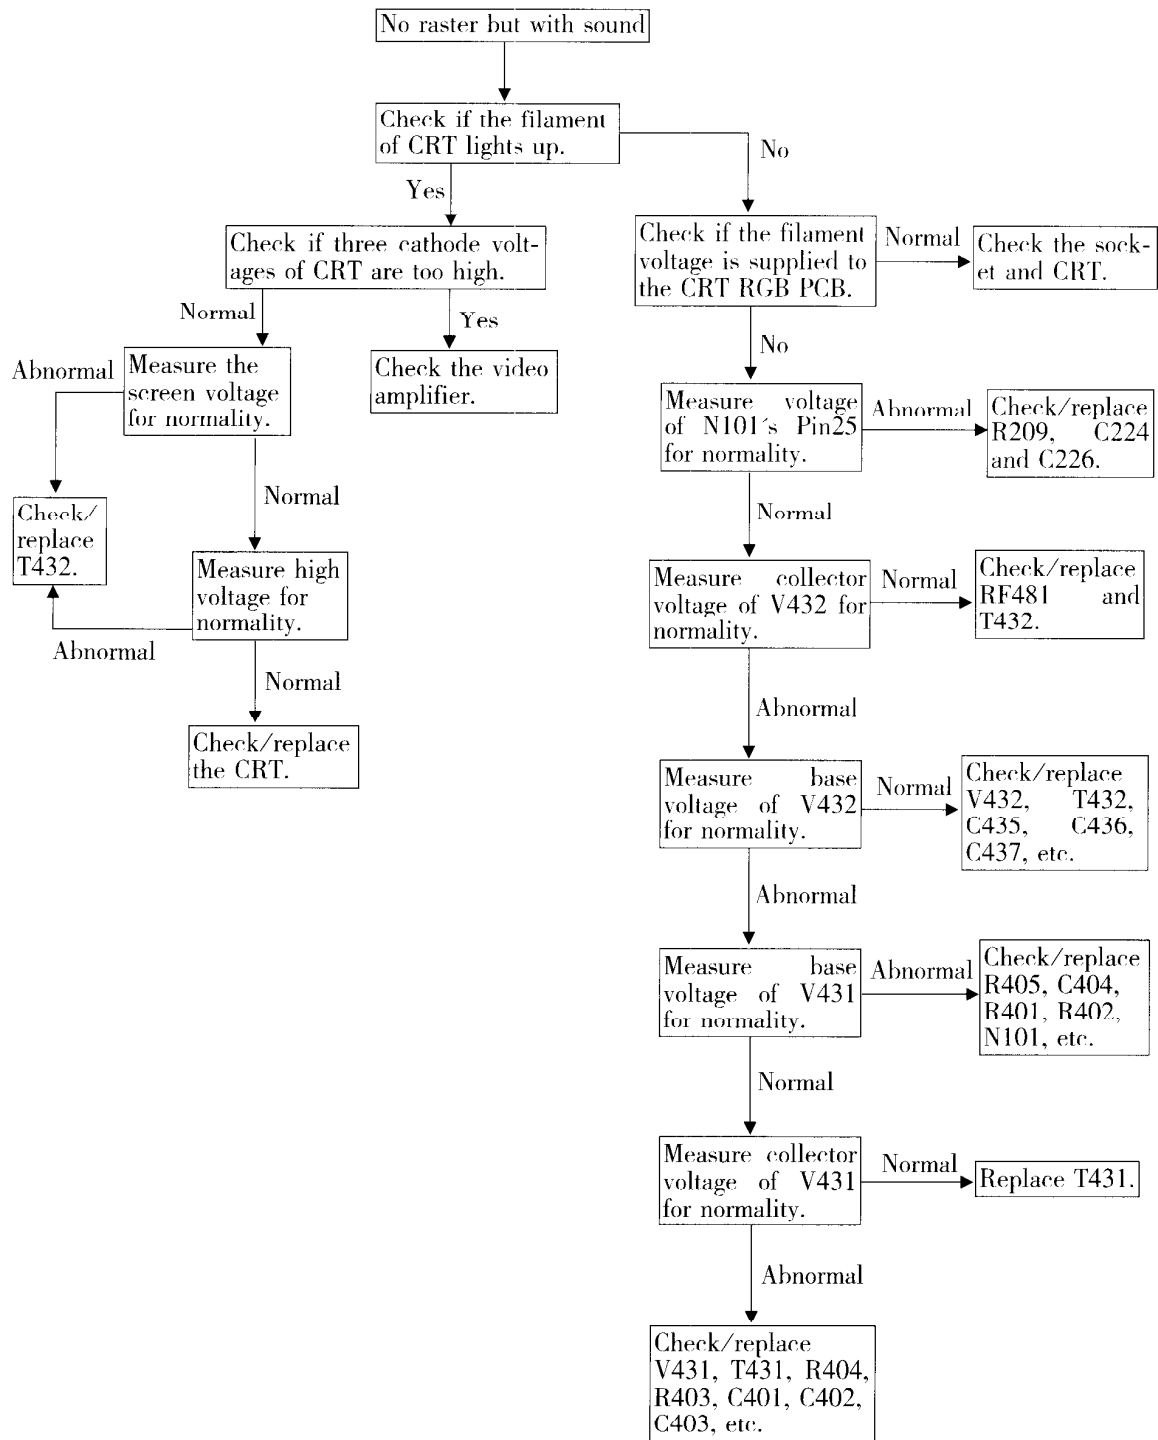 No raster but with sound
Check if the filament
of CRT lights up.
No
Yes
Check if three cathode volt-
ages of CRT are too high.
Check if the filament
voltage is supplied to
the CRT RGB PCB.
Normal
Check the sock-
et and CRT.
Normal
Yes
No
Abnormal
Measure the
screen voltage
for normality.
Check the video
amplifier.
Measure voltage
of N101's Pin25
for normality.
Abnormal
Check/replace
R209, C224
and C226.
Normal
Normal
Check/
replace
T432.
Measure high
voltage for
normality.
Abnormal
Measure collector
voltage of V432 for
normality.
Normal
Check/replace
RF481 and
T432.
Normal
Abnormal
Check/replace
the CRT.
Measure base
voltage of V432
for normality.
Normal
Check/replace
V432, T432,
C435, C436,
C437, etc.
Abnormal
Measure base
voltage of V431
for normality.
Abnormal
Check/replace
R405, C404,
R401, R402,
N101, etc.
Normal
Measure collector
voltage of V431
for normality.
Normal
Replace T431.
Abnormal
Check/replace
V431, T431, R404,
R403, C401, C402,
C403, etc.